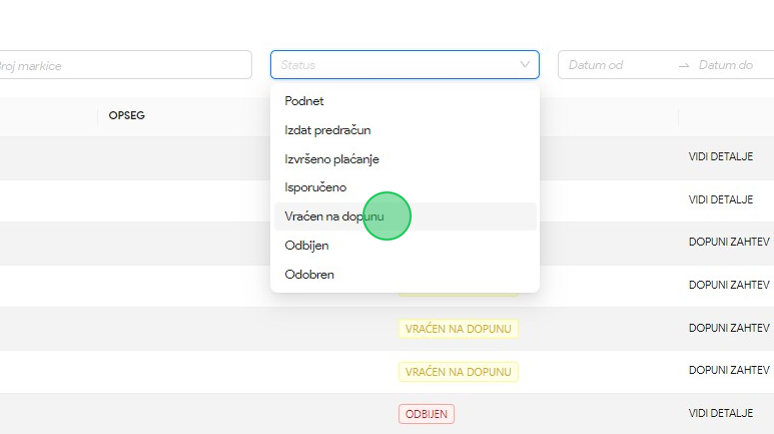 roj markice
Status
Datum od → Datum do
OPSEG
Podnet
Izdat predračun
Izvršeno plaćanje
Isporučeno
Vraćen na dopunu
Odbijen
Odobren
VIDI DETALJE
VIDI DETALJE
DOPUNI ZAHTEV
DOPUNI ZAHTEV
VRAĆEN NA DOPUNU DOPUNI ZAHTEV
VRAĆEN NA DOPUNU DOPUNI ZAHTEV
ODBIJEN VIDI DETALJE